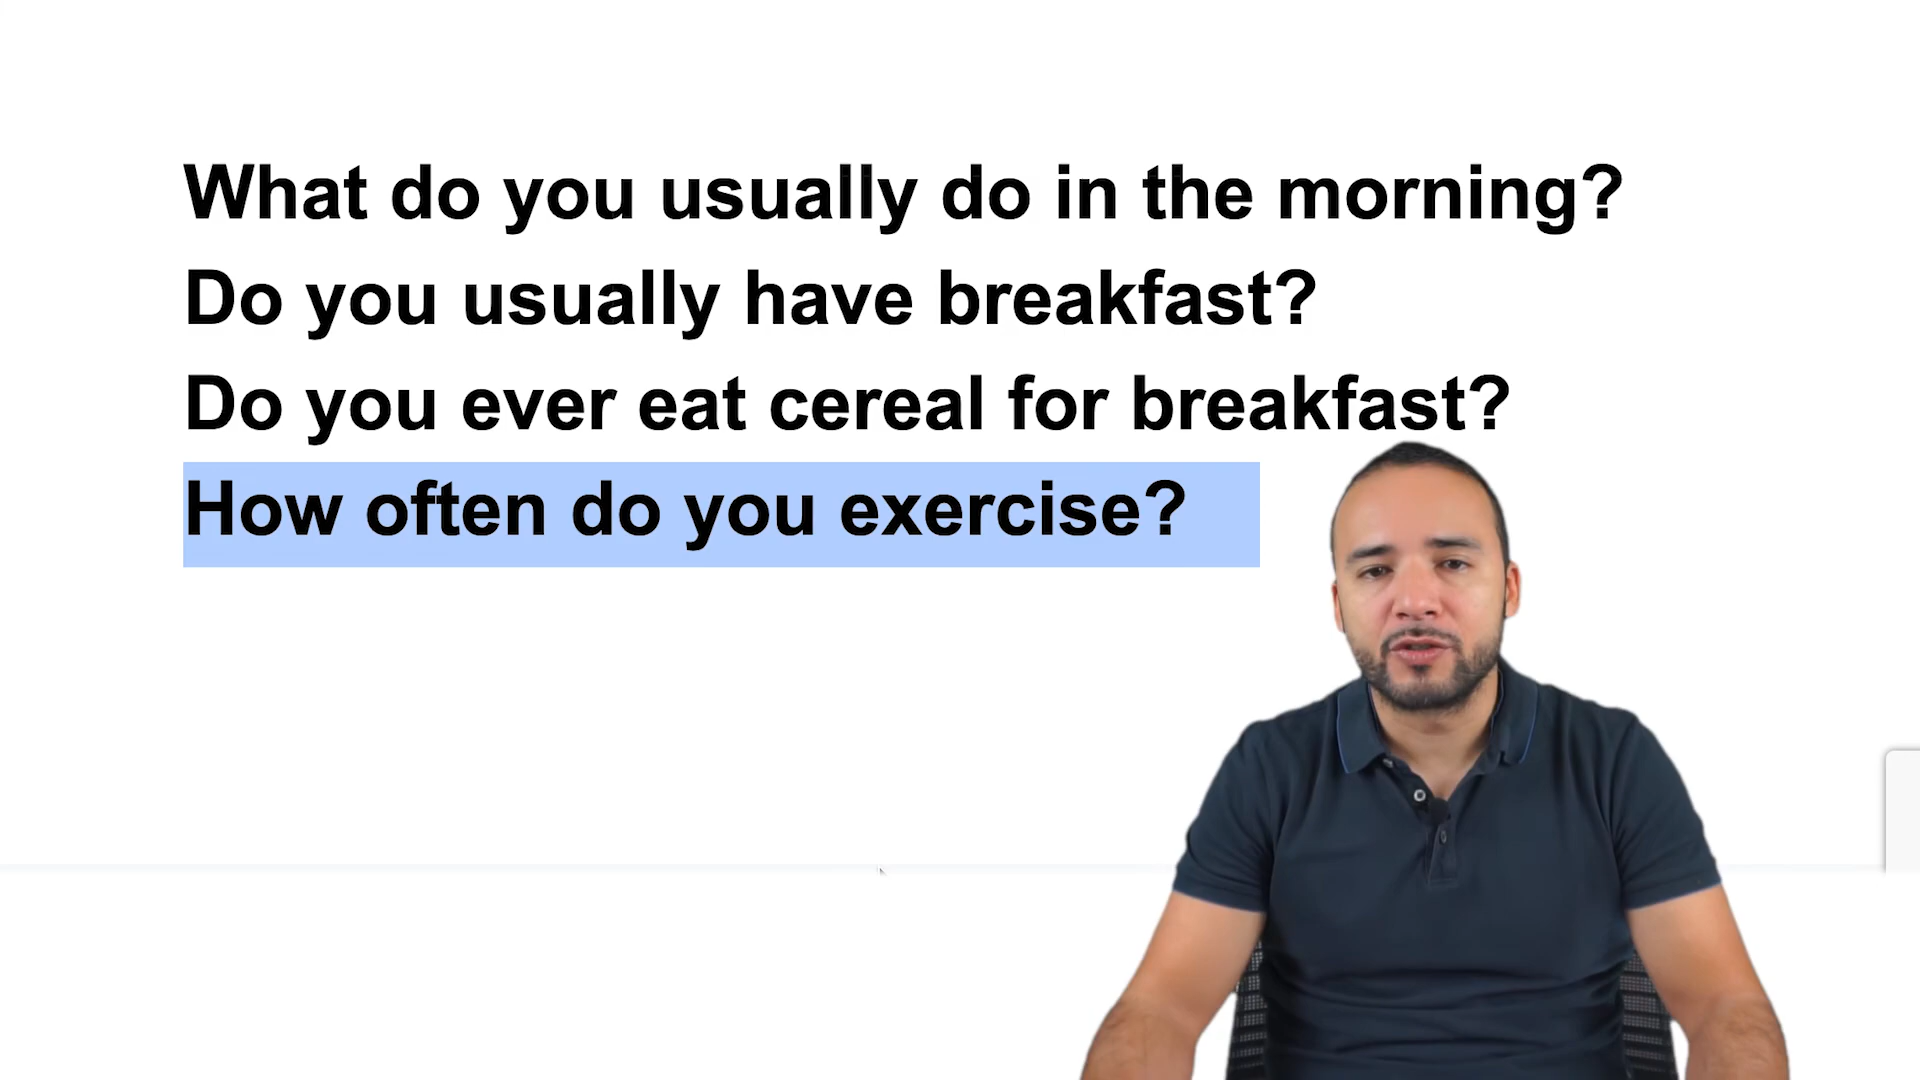 What do you usually do in the morning?
Do you usually have breakfast?
Do you ever eat cereal for breakfast?
How often do you exercise?